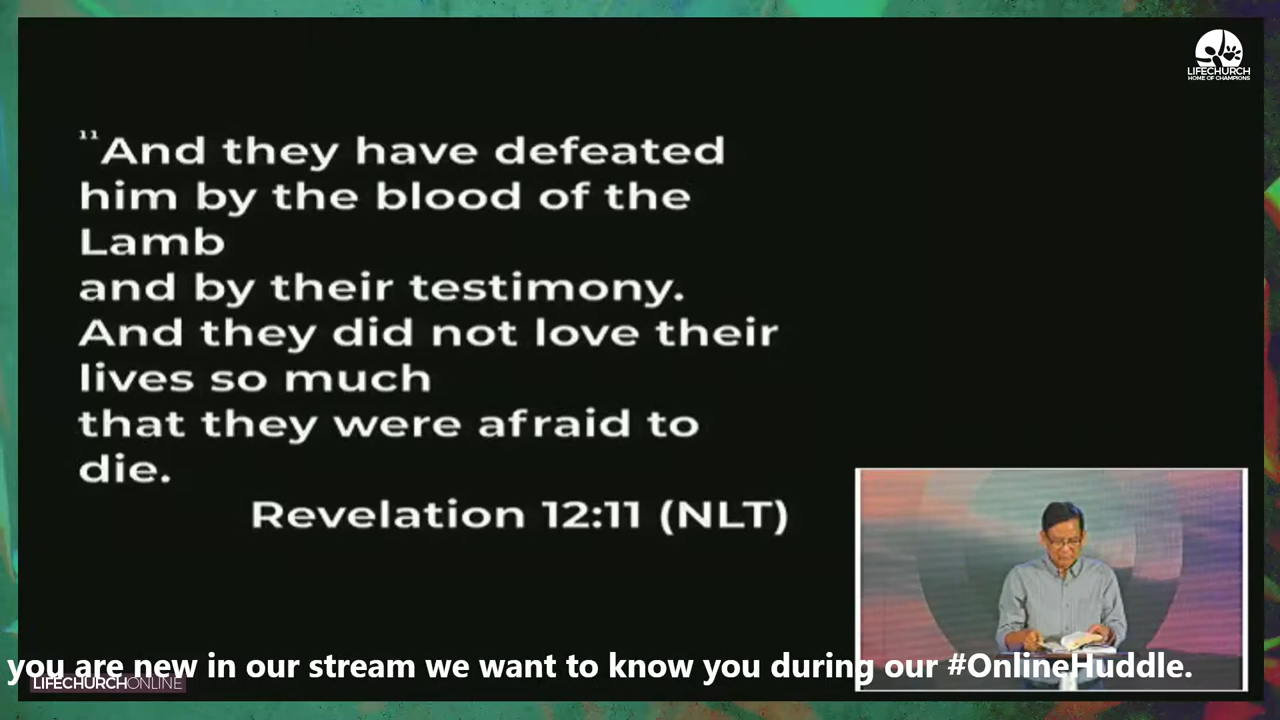 LIFECHURCH
HOME OF CHAMPIONS
¹¹And they have defeated
him by the blood of the
Lamb
and by their testimony.
And they did not love their
lives so much
that they were afraid to
die.
Revelation 12:11 (NLT)
you are new in our stream we want to know you during our #OnlineHuddle.
LIFECHURCHONLINE